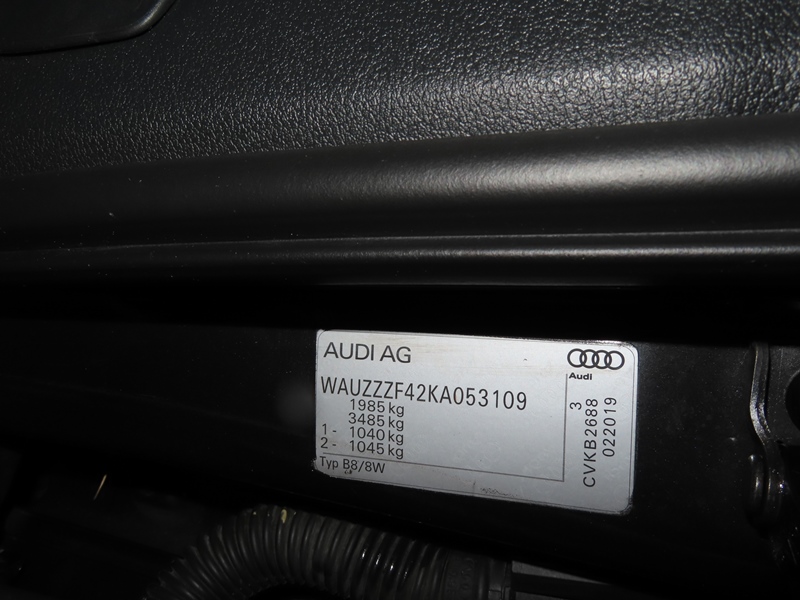 AUDI AG
Audi
WAUZZZF42KA053109
1985 kg
3485 kg
1 - 1040 kg
2 - 1045 kg
Typ B8/8W
3
CVKB2688
022019